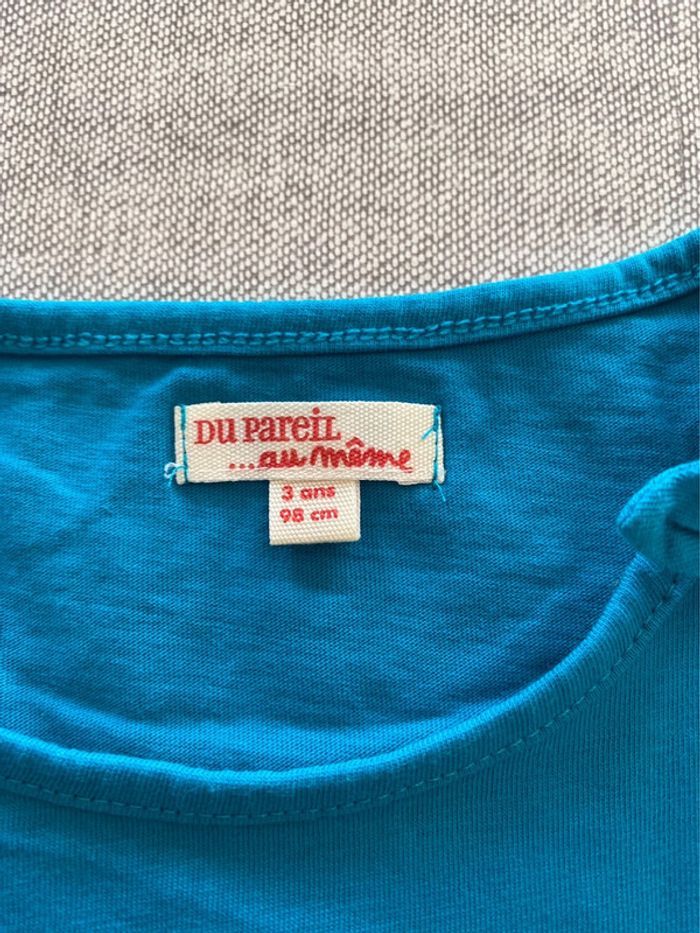 Du Pareil
...au même
3 ans
98 cm